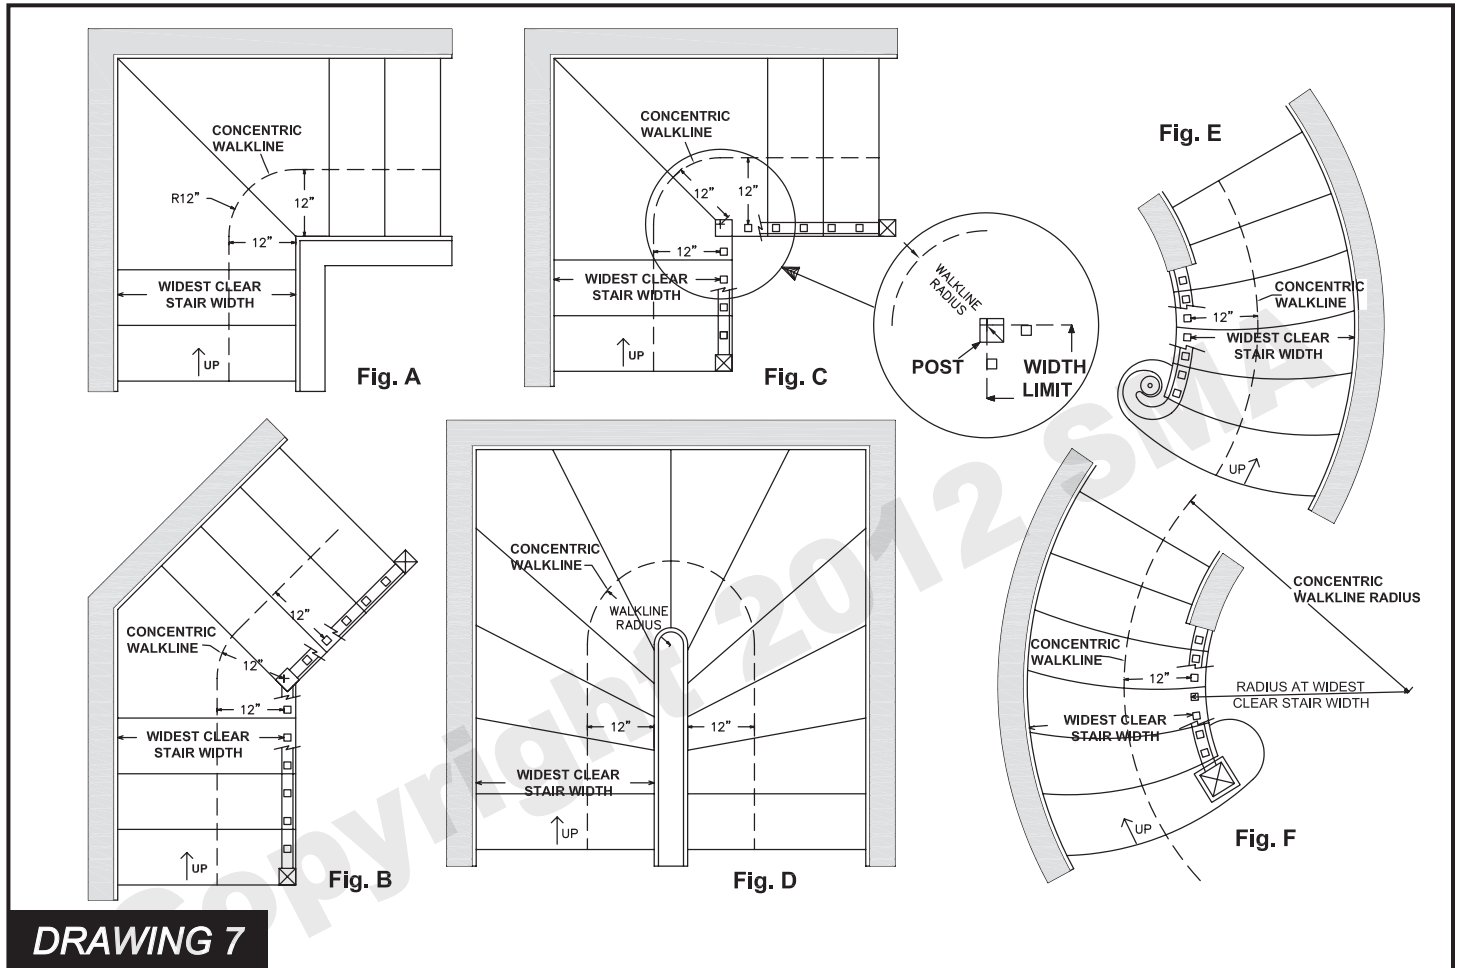 CONCENTRIC
WALKLINE
R12"
12"
12"
WIDEST CLEAR
STAIR WIDTH
UP
Fig. A
CONCENTRIC
WALKLINE
12"
12"
12"
WIDEST CLEAR
STAIR WIDTH
UP
Fig. C
WALKLINE
RADIUS
POST
WIDTH
LIMIT
Fig. E
CONCENTRIC
WALKLINE
12"
WIDEST CLEAR
STAIR WIDTH
UP
CONCENTRIC
WALKLINE
12"
12"
12"
WIDEST CLEAR
STAIR WIDTH
UP
Fig. B
CONCENTRIC
WALKLINE
WALKLINE
RADIUS
12"
12"
WIDEST CLEAR
STAIR WIDTH
UP
Fig. D
CONCENTRIC
WALKLINE RADIUS
CONCENTRIC
WALKLINE
12"
RADIUS AT WIDEST
CLEAR STAIR WIDTH
WIDEST CLEAR
STAIR WIDTH
UP
Fig. F
Copyright 2012 SMA
DRAWING 7